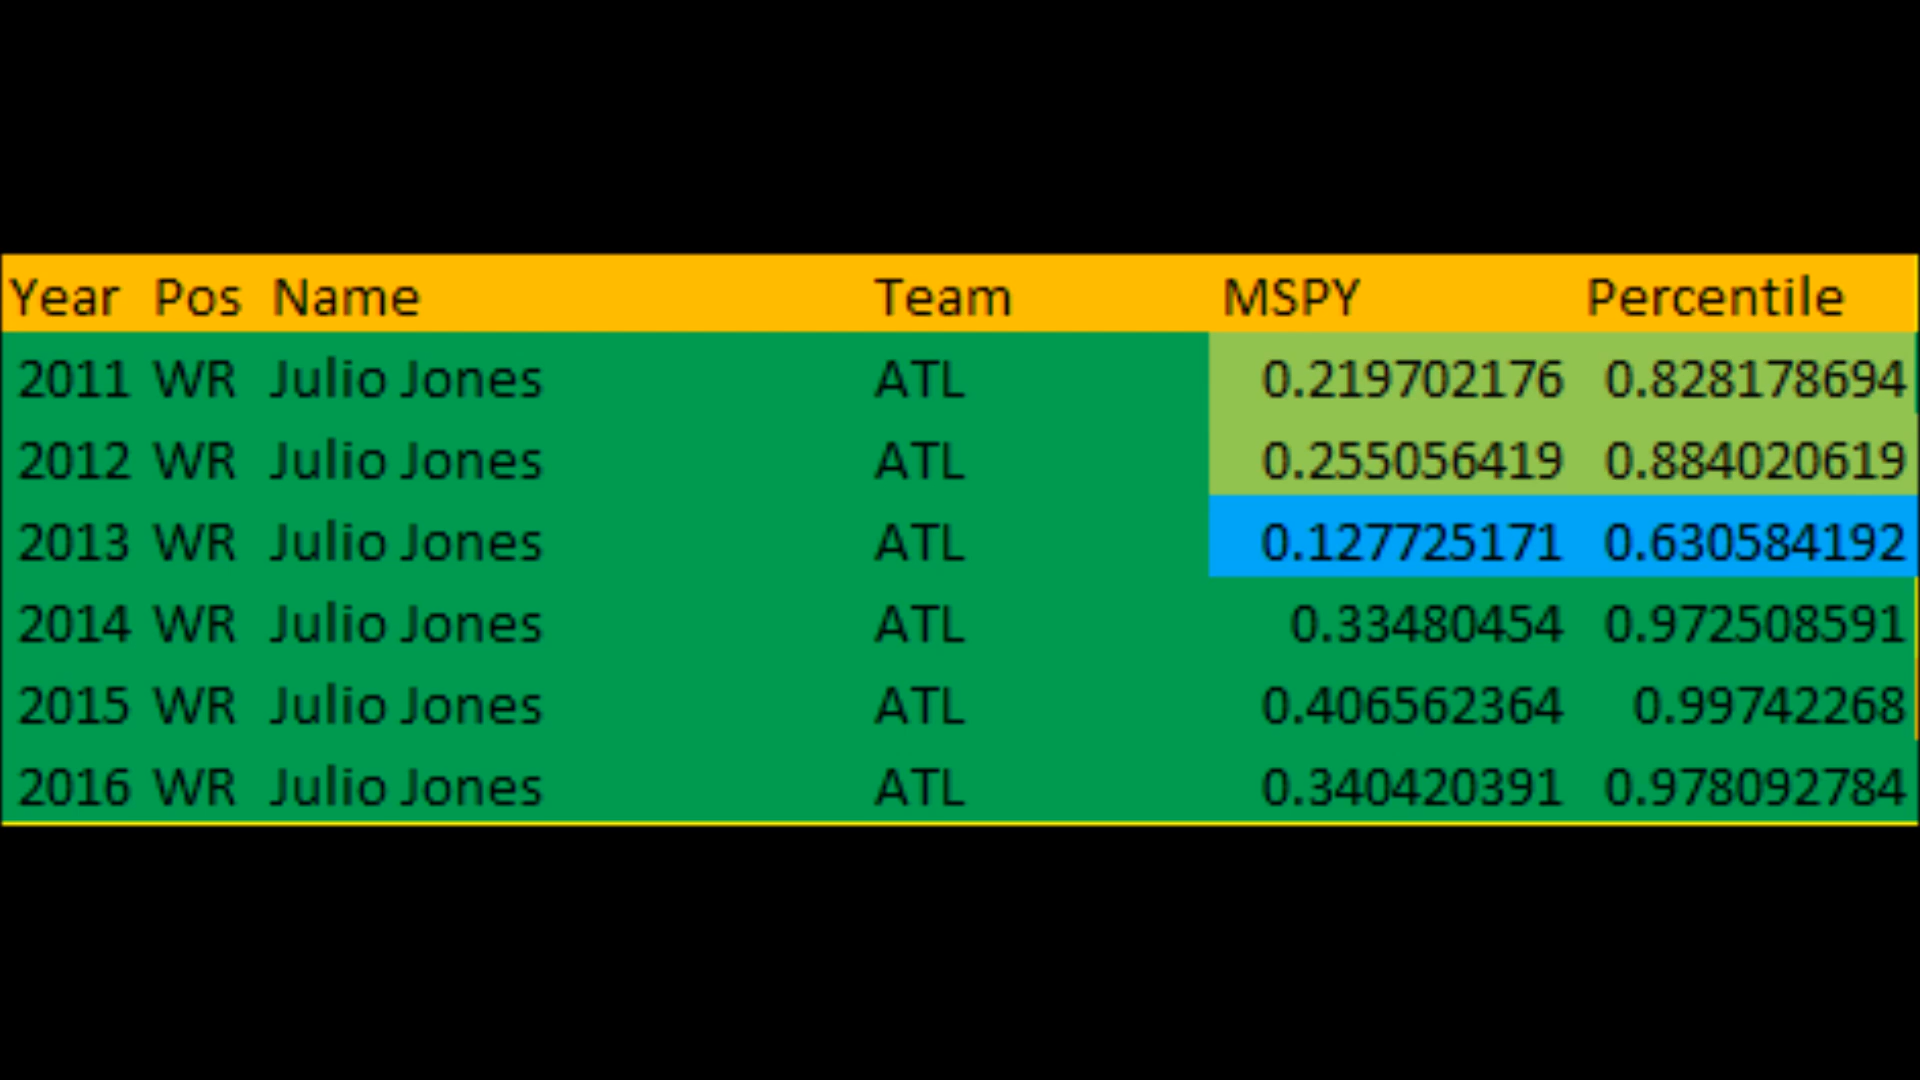 Year Pos Name Team MSPY Percentile
2011 WR Julio Jones ATL 0.219702176 0.828178694
2012 WR Julio Jones ATL 0.255056419 0.884020619
2013 WR Julio Jones ATL 0.127725171 0.630584192
2014 WR Julio Jones ATL 0.33480454 0.972508591
2015 WR Julio Jones ATL 0.406562364 0.99742268
2016 WR Julio Jones ATL 0.340420391 0.978092784